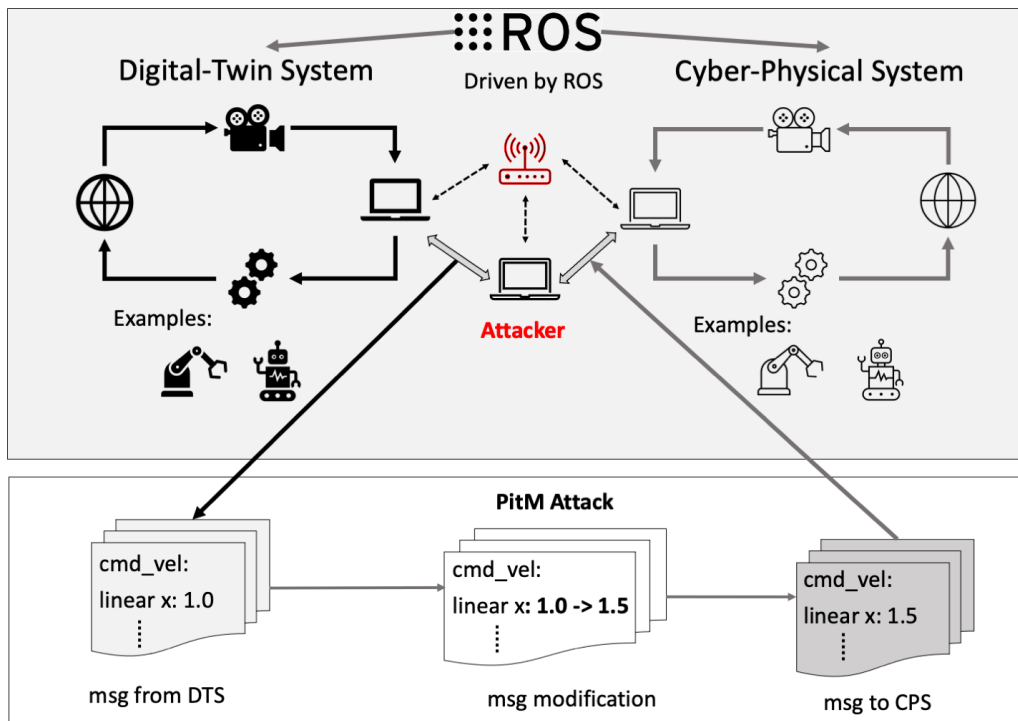 ROS
Digital-Twin System
Driven by ROS
Cyber-Physical System
Examples:
Attacker
Examples:
PitM Attack
cmd_vel:
linear x: 1.0
cmd_vel:
linear x: 1.0 -> 1.5
cmd_vel:
linear x: 1.5
msg from DTS
msg modification
msg to CPS